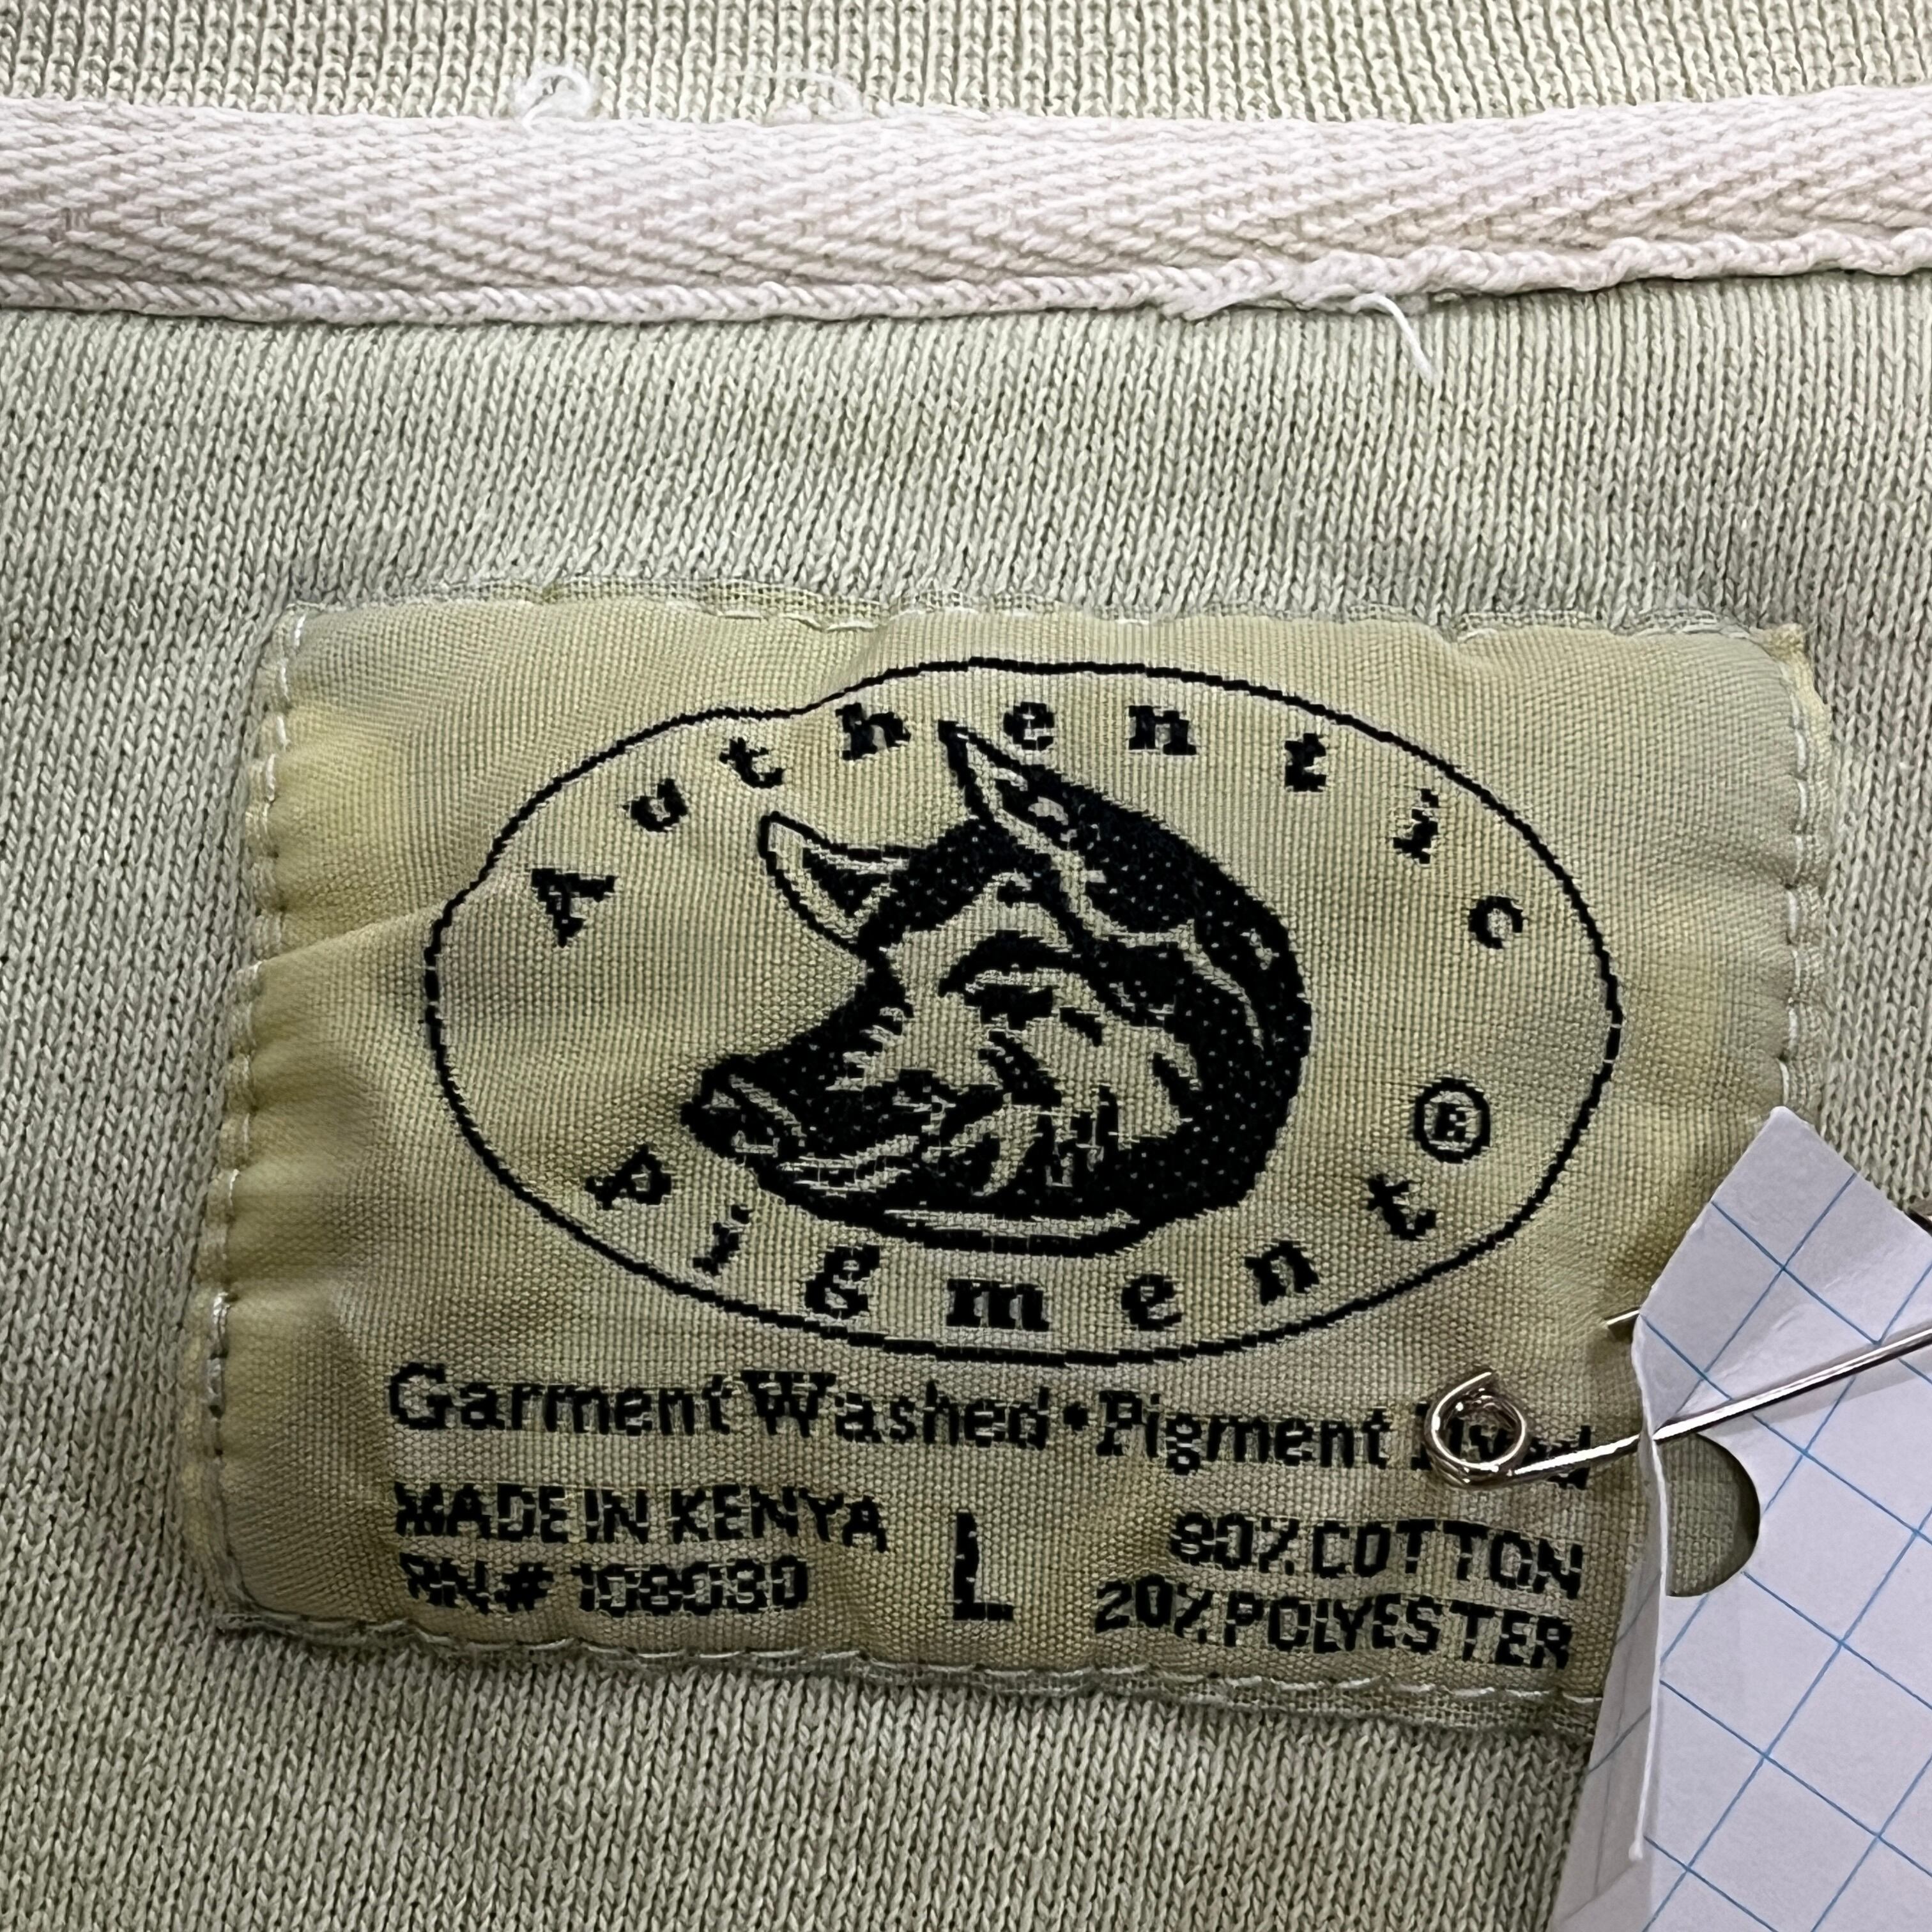 Authentic
Pigment®
Garment Washed • Pigment Dyed
MADE IN KENYA
RN# 108030
L
80% COTTON
20% POLYESTER